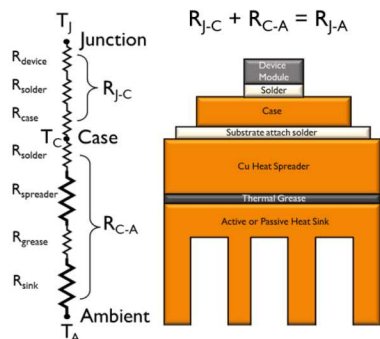 T_J
Junction
R_device
R_solder
R_case
R_J-C
T_C Case
R_solder
R_spreader
R_grease
R_sink
R_C-A
Ambient
T_A
R_J-C + R_C-A = R_J-A
Device
Module
Solder
Case
Substrate attach solder
Cu Heat Spreader
Thermal Grease
Active or Passive Heat Sink